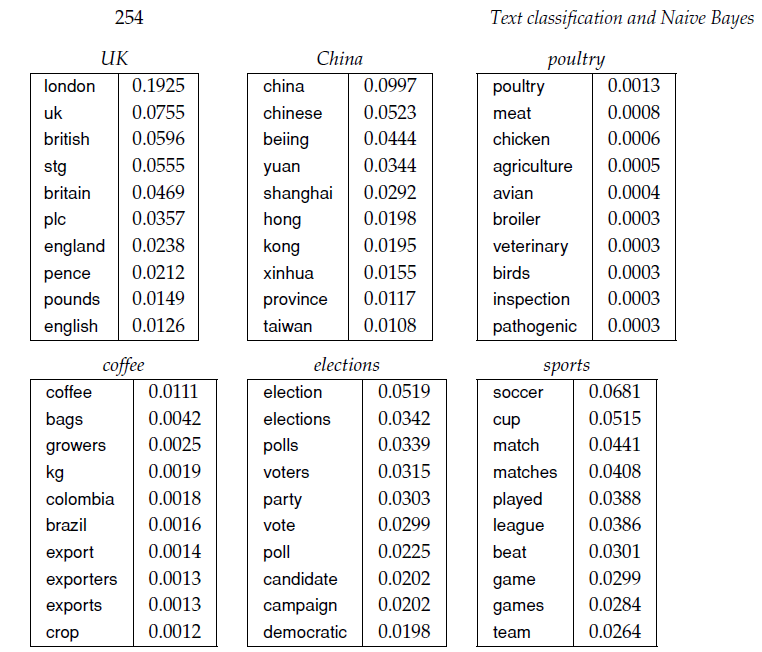 254 Text classification and Naive Bayes
UK China poultry
london 0.1925 china 0.0997 poultry 0.0013
uk 0.0755 chinese 0.0523 meat 0.0008
british 0.0596 beiing 0.0444 chicken 0.0006
stg 0.0555 yuan 0.0344 agriculture 0.0005
britain 0.0469 shanghai 0.0292 avian 0.0004
plc 0.0357 hong 0.0198 broiler 0.0003
england 0.0238 kong 0.0195 veterinary 0.0003
pence 0.0212 xinhua 0.0155 birds 0.0003
pounds 0.0149 province 0.0117 inspection 0.0003
english 0.0126 taiwan 0.0108 pathogenic 0.0003
coffee elections sports
coffee 0.0111 election 0.0519 soccer 0.0681
bags 0.0042 elections 0.0342 cup 0.0515
growers 0.0025 polls 0.0339 match 0.0441
kg 0.0019 voters 0.0315 matches 0.0408
colombia 0.0018 party 0.0303 played 0.0388
brazil 0.0016 vote 0.0299 league 0.0386
export 0.0014 poll 0.0225 beat 0.0301
exporters 0.0013 candidate 0.0202 game 0.0299
exports 0.0013 campaign 0.0202 games 0.0284
crop 0.0012 democratic 0.0198 team 0.0264